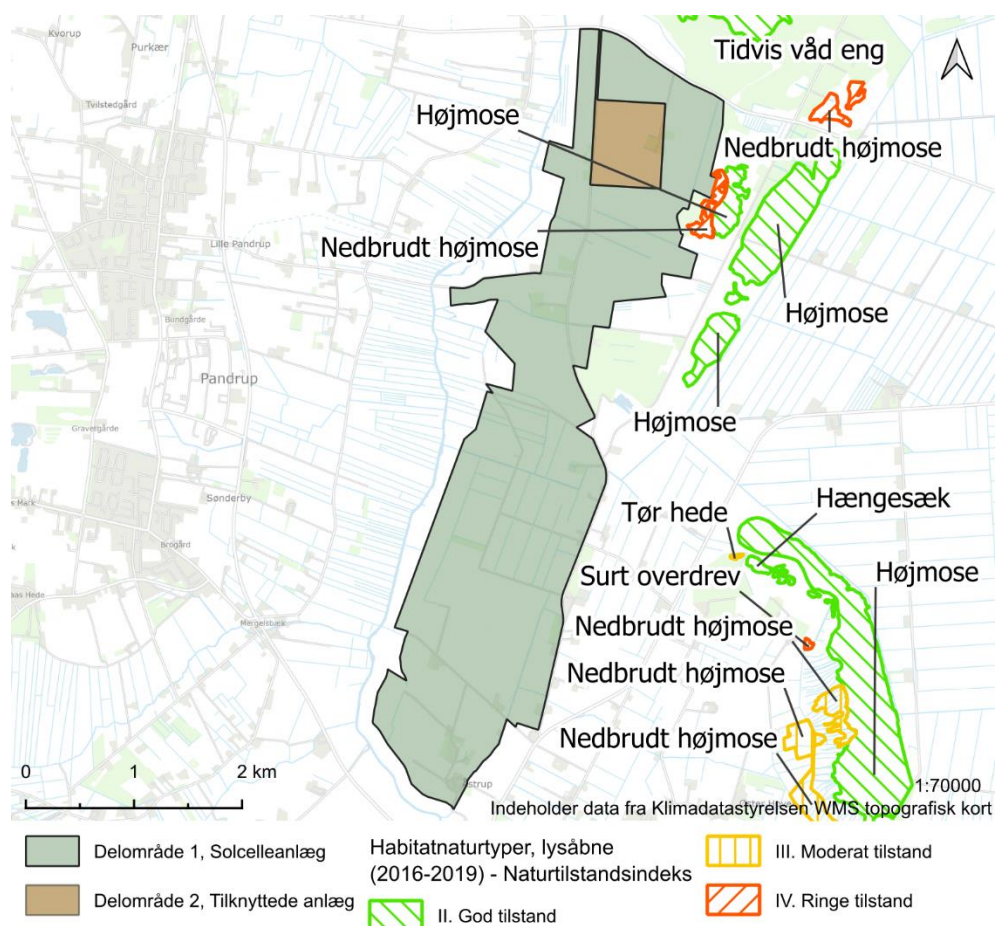 Kvorup
Purkær
Tvilstedgård
Tidvis våd eng
Højmose
Nedbrudt højmose
Lille Pandrup
Nedbrudt højmose
Højmose
Blindgårde
Pandrup
Højmose
Gravergårde
Sønderby
Tør hede
Hængesæk
Surt overdrev
Højmose
Brogård
Nedbrudt højmose
Mergelsbæk
Nedbrudt højmose
Nedbrudt højmose
0 1 2 km
1:70000
Indeholder data fra Klimadatastyrelsen WMS topografisk kort
Delområde 1, Solcelleanlæg
Delområde 2, Tilknyttede anlæg
Habitatnaturtyper, lysåbne
(2016-2019) - Naturtilstandsindeks
II. God tilstand
III. Moderat tilstand
IV. Ringe tilstand